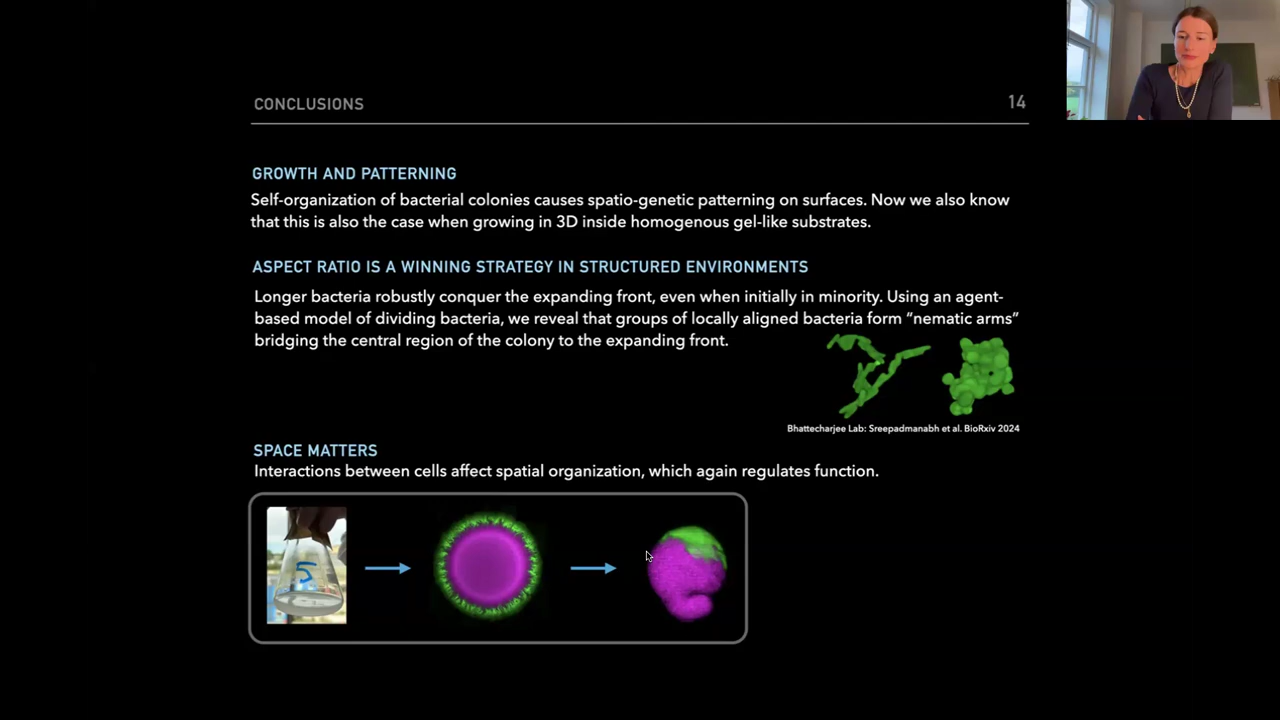 CONCLUSIONS 14
GROWTH AND PATTERNING
Self-organization of bacterial colonies causes spatio-genetic patterning on surfaces. Now we also know
that this is also the case when growing in 3D inside homogenous gel-like substrates.
ASPECT RATIO IS A WINNING STRATEGY IN STRUCTURED ENVIRONMENTS
Longer bacteria robustly conquer the expanding front, even when initially in minority. Using an agent-
based model of dividing bacteria, we reveal that groups of locally aligned bacteria form “nematic arms”
bridging the central region of the colony to the expanding front.
Bhattecharjee Lab: Sreepadmanabh et al. BioRxiv 2024
SPACE MATTERS
Interactions between cells affect spatial organization, which again regulates function.
5